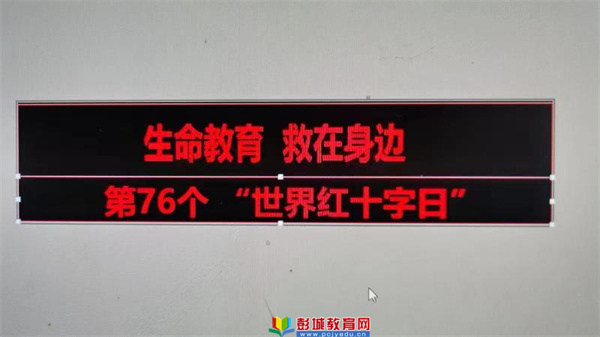 生命教育 救在身边
第76个 “世界红十字日”
彭城教育网
www.pcjyedu.cn